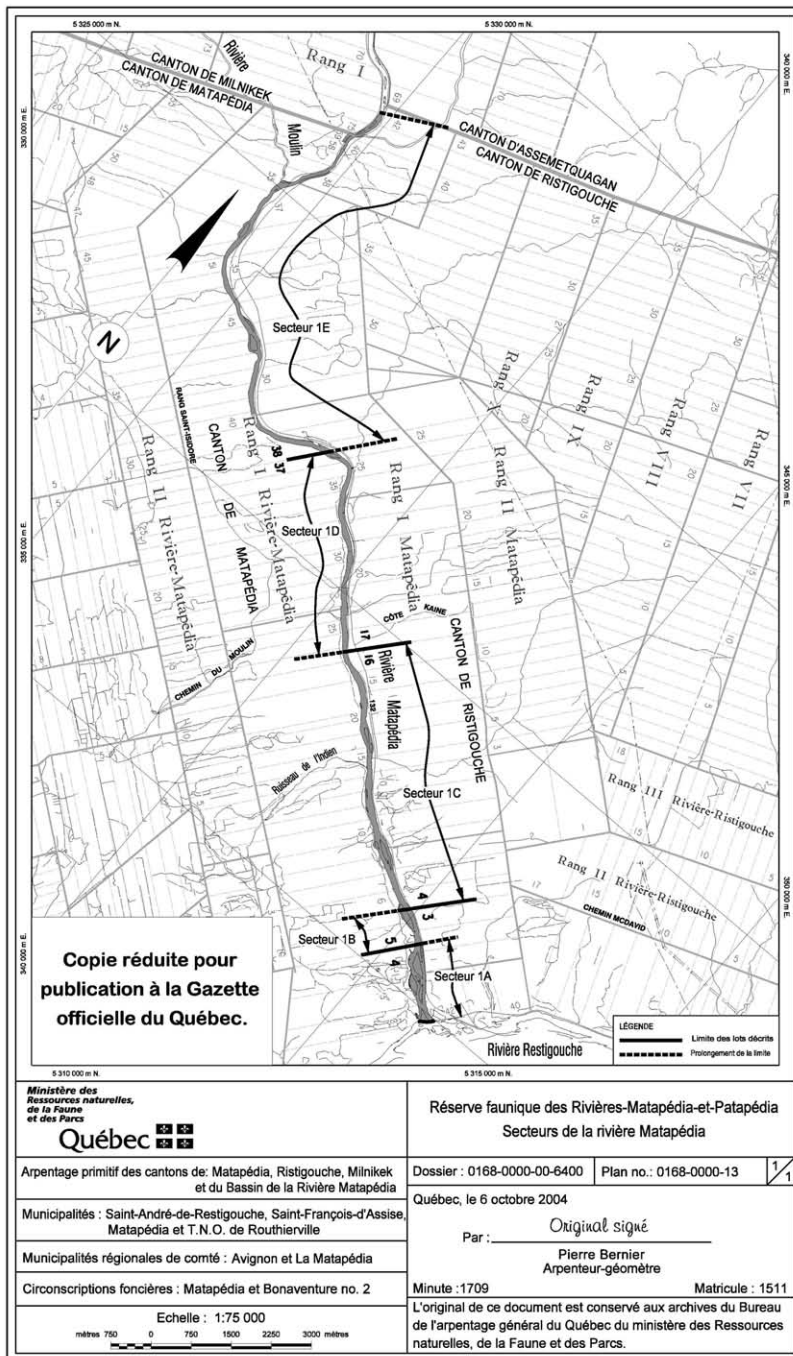 5 325 000 m N.
5 330 000 m N.
340 000 m E.
330 000 m E.
CANTON DE MILNIKEK
CANTON DE MATAPÉDIA
Rivière
Moulin
Rang I
CANTON D'ASSEMETQUAGAN
CANTON DE RISTIGOUCHE
N
Secteur 1E
Rang X
Rang IX
Rang VIII
Rang VII
345 000 m E.
335 000 m E.
RANG SAINT-ISIDORE
CANTON DE MATAPÉDIA
Rang II Rivière-Matapédia
Rang I Rivière-Matapédia
38 37
Secteur 1D
Rang I Matapédia
Rang II Matapédia
CÔTE KAINE
17
16
CHEMIN DU MOULIN
Rivière Matapédia
132
CANTON DE RISTIGOUCHE
Ruisseau de l'Indien
Secteur 1C
Rang III Rivière-Ristigouche
Rang II Rivière-Ristigouche
CHEMIN MCDAVID
350 000 m E.
340 000 m E.
4
3
Secteur 1B
5
4
Secteur 1A
Rivière Restigouche
Copie réduite pour
publication à la Gazette
officielle du Québec.
LÉGENDE
Limite des lots décrits
Prolongement de la limite
5 310 000 m N.
5 315 000 m N.
Ministère des
Ressources naturelles,
de la Faune
et des Parcs
Québec
Réserve faunique des Rivières-Matapédia-et-Patapédia
Secteurs de la rivière Matapédia
Arpentage primitif des cantons de: Matapédia, Ristigouche, Milnikek
et du Bassin de la Rivière Matapédia
Dossier : 0168-0000-00-6400
Plan no.: 0168-0000-13
1/1
Municipalités : Saint-André-de-Restigouche, Saint-François-d'Assise,
Matapédia et T.N.O. de Routhierville
Québec, le 6 octobre 2004
Par : Original signé
Pierre Bernier
Arpenteur-géomètre
Municipalités régionales de comté : Avignon et La Matapédia
Circonscriptions foncières : Matapédia et Bonaventure no. 2
Minute :1709
Matricule : 1511
Echelle : 1:75 000
mètres 750 0 750 1500 2250 3000 mètres
L'original de ce document est conservé aux archives du Bureau
de l'arpentage général du Québec du ministère des Ressources
naturelles, de la Faune et des Parcs.